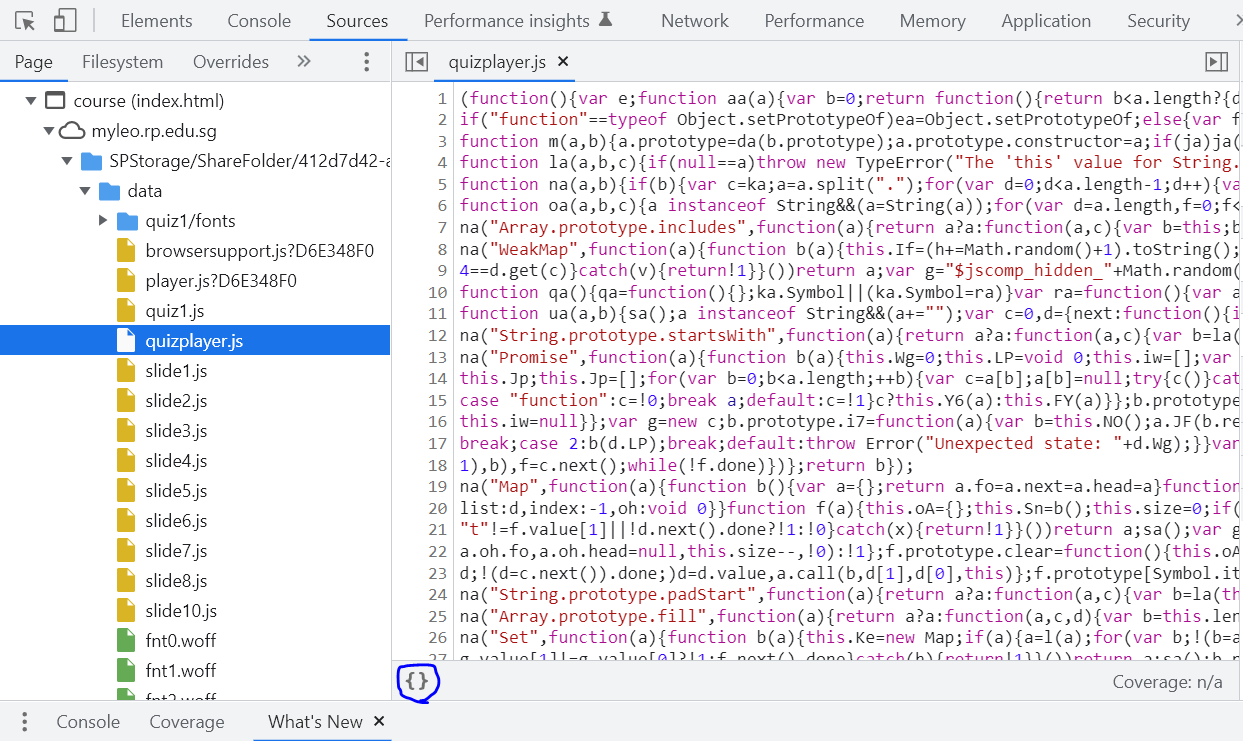 Elements Console Sources Performance insights Network Performance Memory Application Security
Page Filesystem Overrides » quizplayer.js ×
course (index.html)
myleo.rp.edu.sg
SPStorage/ShareFolder/412d7d42-a
data
quiz1/fonts
browsersupport.js?D6E348F0
player.js?D6E348F0
quiz1.js
quizplayer.js
slide1.js
slide2.js
slide3.js
slide4.js
slide5.js
slide6.js
slide7.js
slide8.js
slide10.js
fnt0.woff
fnt1.woff
fnt2.woff
1 (function(){var e;function aa(a){var b=0;return function(){return b<a.length?{d
2 if("function"==typeof Object.setPrototypeOf)ea=Object.setPrototypeOf;else{var f
3 function m(a,b){a.prototype=da(b.prototype);a.prototype.constructor=a;if(ja)ja(
4 function la(a,b,c){if(null==a)throw new TypeError("The 'this' value for String.
5 function na(a,b){if(b){var c=ka;a=a.split(".");for(var d=0;d<a.length-1;d++){va
6 function oa(a,b,c){a instanceof String&&(a=String(a));for(var d=a.length,f=0;f<
7 na("Array.prototype.includes",function(a){return a?a:function(a,c){var b=this;b
8 na("WeakMap",function(a){function b(a){this.If=(h+=Math.random()+1).toString();
9 4==d.get(c)}catch(v){return!1}}())return a;var g="$jscomp_hidden_"+Math.random(
10 function qa(){qa=function(){};ka.Symbol||(ka.Symbol=ra)}var ra=function(){var a
11 function ua(a,b){sa();a instanceof String&&(a+="");var c=0,d={next:function(){i
12 na("String.prototype.startsWith",function(a){return a?a:function(a,c){var b=la(
13 na("Promise",function(a){function b(a){this.Wg=0;this.LP=void 0;this.iw=[];var
14 this.Jp;this.Jp=[];for(var b=0;b<a.length;++b){var c=a[b];a[b]=null;try{c()}cat
15 case "function":c=!0;break a;default:c=!1}c?this.Y6(a):this.FY(a)}};b.prototype
16 this.iw=null}};var g=new c;b.prototype.i7=function(a){var b=this.NO();a.JF(b.re
17 break;case 2:b(d.LP);break;default:throw Error("Unexpected state: "+d.Wg);}}var
18 1),b),f=c.next();while(!f.done)})};return b});
19 na("Map",function(a){function b(){var a={};return a.fo=a.next=a.head=a}function
20 list:d,index:-1,oh:void 0}}function f(a){this.oA={};this.Sn=b();this.size=0;if(
21 "t"!=f.value[1]||!d.next().done?!1:!0}catch(x){return!1}}())return a;sa();var g
22 a.oh.fo,a.oh.head=null,this.size--,!0):!1};f.prototype.clear=function(){this.oA
23 d;!(d=c.next()).done;)d=d.value,a.call(b,d[1],d[0],this)};f.prototype[Symbol.it
24 na("String.prototype.padStart",function(a){return a?a:function(a,c){var b=la(th
25 na("Array.prototype.fill",function(a){return a?a:function(a,c,d){var b=this.len
26 na("Set",function(a){function b(a){this.Ke=new Map;if(a){a=l(a);for(var b;!(b=a
27 g.value[1]!=g.value[0]?!1:f.next().done}catch(h){return!1}}())return a;sa();b.p
{} Coverage: n/a
Console Coverage What's New ×